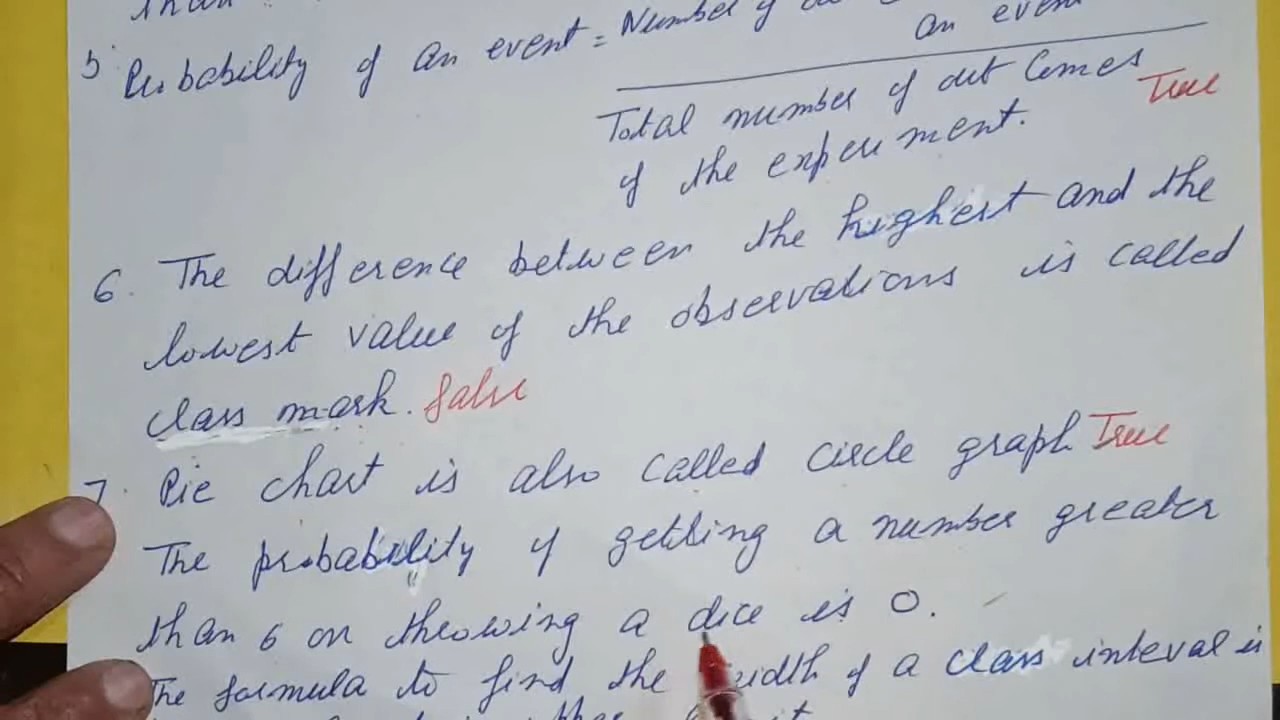 than
5 Probability of an event = Number of
an event
Total number of out Comes True
of the experiment.
6. The difference between the highest and the
lowest value of the observations is called
class mark. false
7. Pie chart is also called circle graph True
The probability of getting a number greater
than 6 on throwing a dice is 0.
The formula to find the width of a class interval is